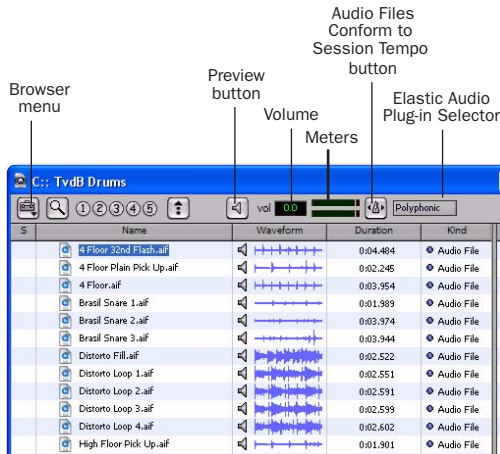 Audio Files
Conform to
Session Tempo
button
Preview
button
Browser
menu
Volume
Elastic Audio
Plug-in Selector
Meters
C:: TvdB Drums
1 2 3 4 5 vol 0.0 Polyphonic
S Name Waveform Duration Kind
4 Floor 32nd Flash.aif 0:04.484 Audio File
4 Floor Plain Pick Up.aif 0:02.245 Audio File
4 Floor.aif 0:03.954 Audio File
Brasil Snare 1.aif 0:01.989 Audio File
Brasil Snare 2.aif 0:03.974 Audio File
Brasil Snare 3.aif 0:03.944 Audio File
Distorto Fill.aif 0:02.522 Audio File
Distorto Loop 1.aif 0:02.551 Audio File
Distorto Loop 2.aif 0:02.591 Audio File
Distorto Loop 3.aif 0:02.599 Audio File
Distorto Loop 4.aif 0:02.602 Audio File
High Floor Pick Up.aif 0:01.901 Audio File